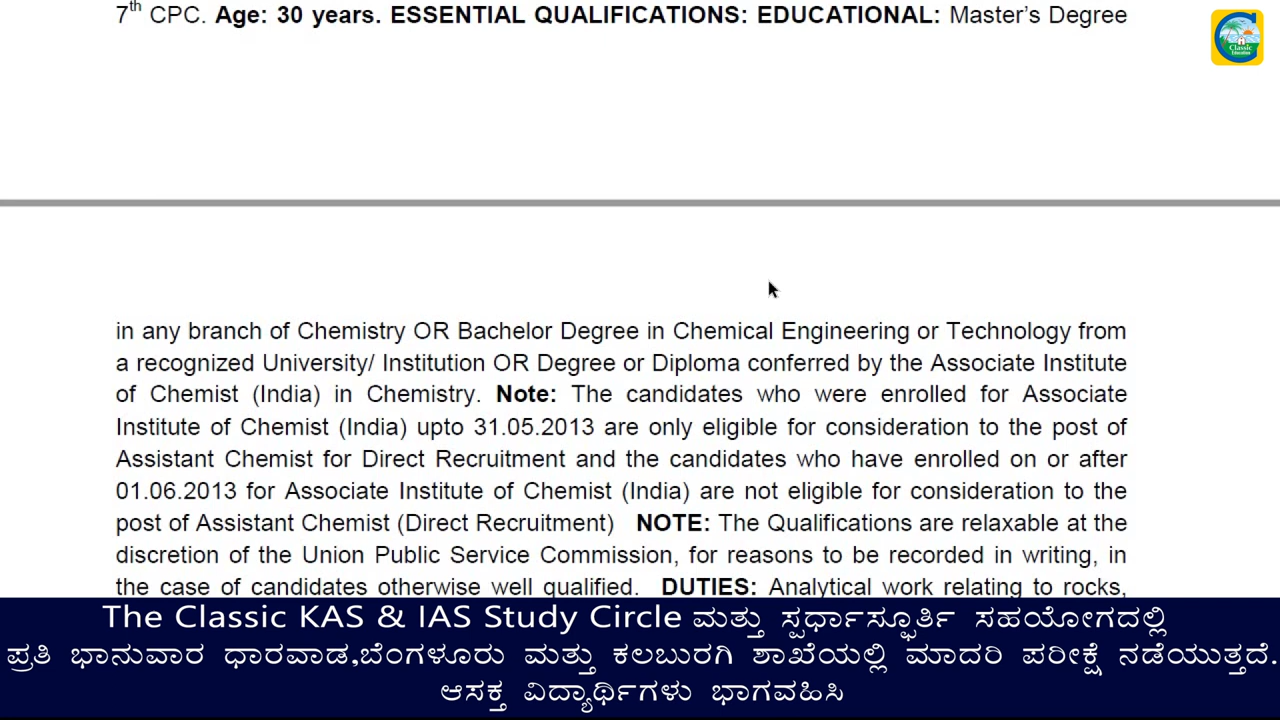 7th CPC. Age: 30 years. ESSENTIAL QUALIFICATIONS: EDUCATIONAL: Master’s Degree
Classic
Education
in any branch of Chemistry OR Bachelor Degree in Chemical Engineering or Technology from
a recognized University/ Institution OR Degree or Diploma conferred by the Associate Institute
of Chemist (India) in Chemistry. Note: The candidates who were enrolled for Associate
Institute of Chemist (India) upto 31.05.2013 are only eligible for consideration to the post of
Assistant Chemist for Direct Recruitment and the candidates who have enrolled on or after
01.06.2013 for Associate Institute of Chemist (India) are not eligible for consideration to the
post of Assistant Chemist (Direct Recruitment) NOTE: The Qualifications are relaxable at the
discretion of the Union Public Service Commission, for reasons to be recorded in writing, in
the case of candidates otherwise well qualified. DUTIES: Analytical work relating to rocks,
The Classic KAS & IAS Study Circle ಮತ್ತು ಸ್ಪರ್ಧಾಸ್ಫೂರ್ತಿ ಸಹಯೋಗದಲ್ಲಿ
ಪ್ರತಿ ಭಾನುವಾರ ಧಾರವಾಡ,ಬೆಂಗಳೂರು ಮತ್ತು ಕಲಬುರಗಿ ಶಾಖೆಯಲ್ಲಿ ಮಾದರಿ ಪರೀಕ್ಷೆ ನಡೆಯುತ್ತದೆ.
ಆಸಕ್ತ ವಿದ್ಯಾರ್ಥಿಗಳು ಭಾಗವಹಿಸಿ